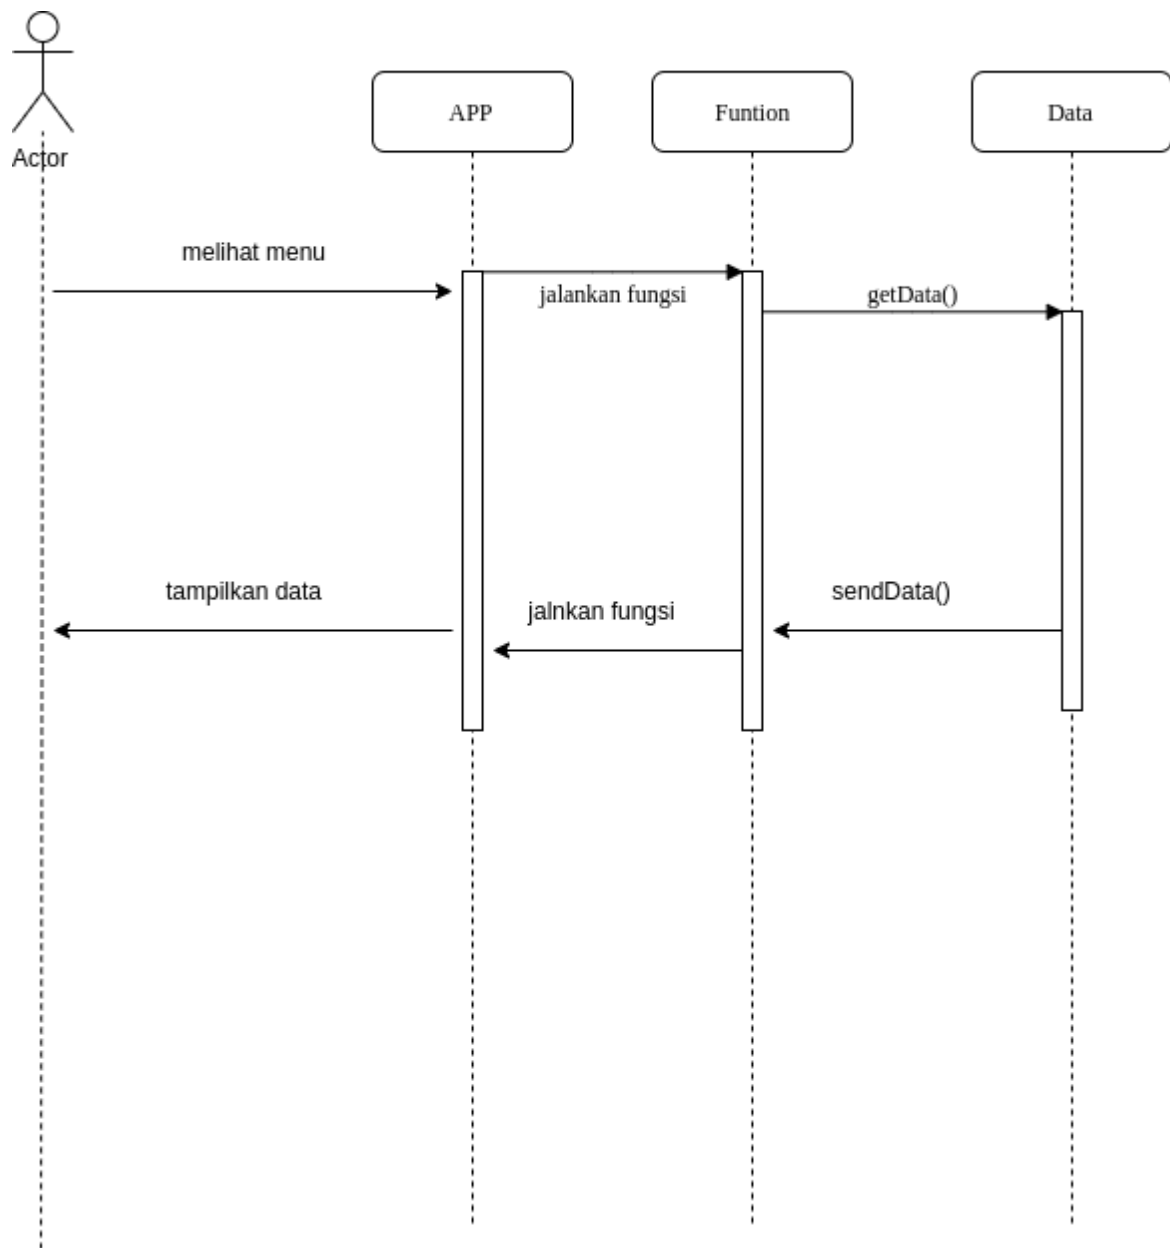 Actor
APP
Funtion
Data
melihat menu
jalankan fungsi
getData()
tampilkan data
jalnkan fungsi
sendData()